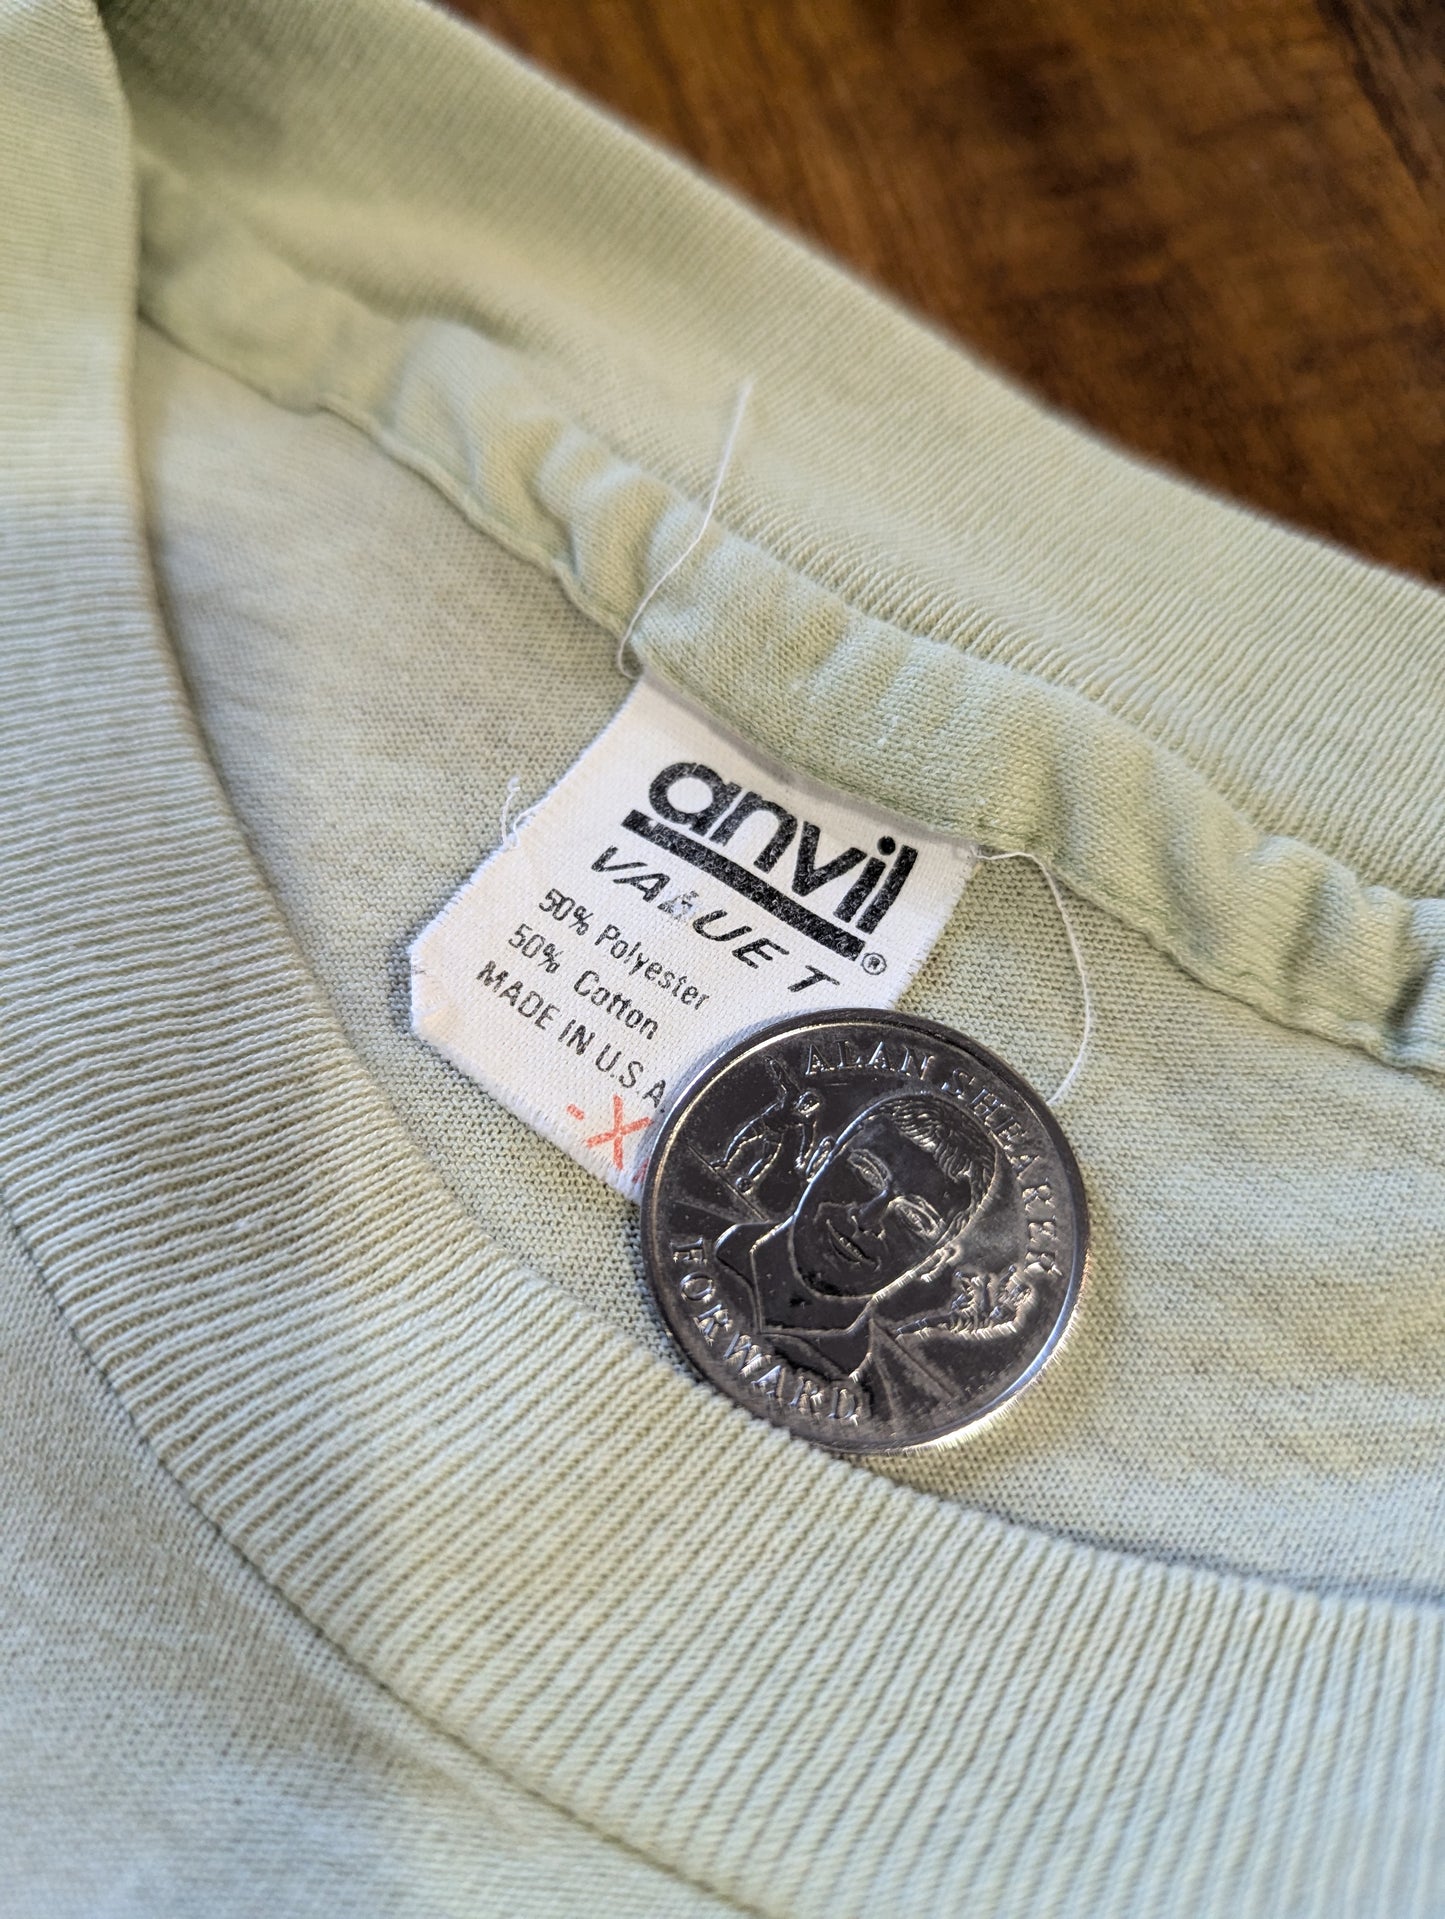 anvil®
VALUE T
50% Polyester
50% Cotton
MADE IN U.S.A.
ALAN SHEARER
FORWARD